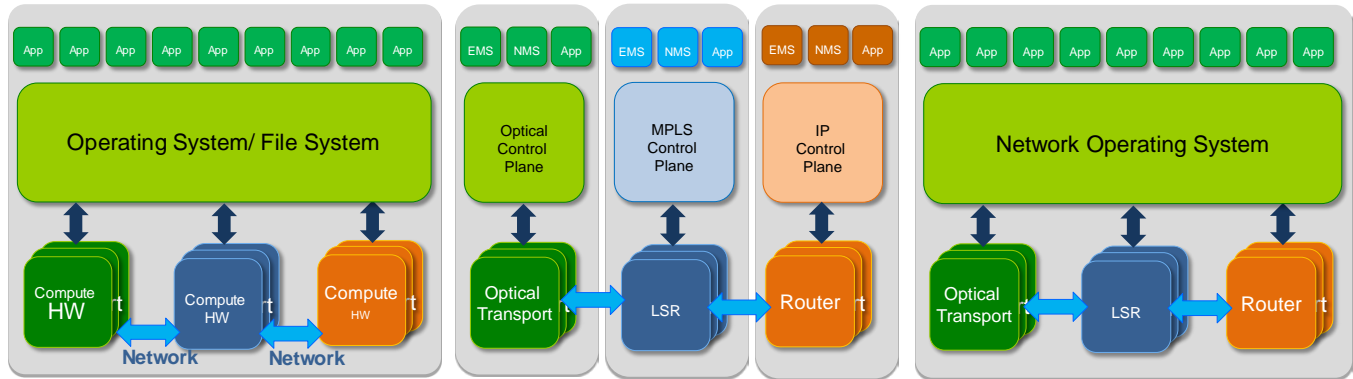 App App App App App App App App App
Operating System/ File System
Compute
HW
Compute
HW
Compute
HW
Network
Network
EMS NMS App
Optical
Control
Plane
Optical
Transport
EMS NMS App
MPLS
Control
Plane
LSR
EMS NMS App
IP
Control
Plane
Router
App App App App App App App App App
Network Operating System
Optical
Transport
LSR
Router